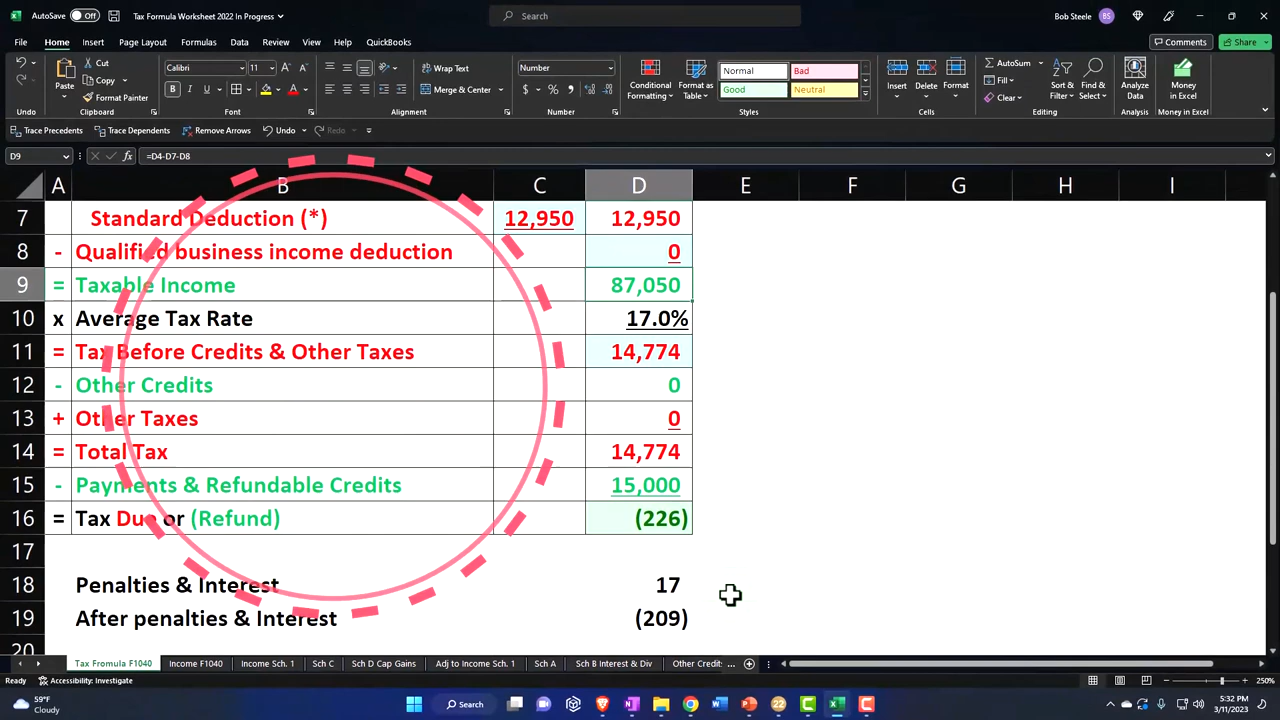 AutoSave Off Tax Formula Worksheet 2022 In Progress Search Bob Steele BS
File Home Insert Page Layout Formulas Data Review View Help QuickBooks Comments Share
Cut Calibri 11 Wrap Text Number Normal Bad AutoSum
Copy
Paste Conditional Formatting Format as Table Insert Delete Format Sort & Filter Find & Select Analyze Data Money in Excel
Format Painter B I U Merge & Center $ % Good Neutral Clear
Undo Clipboard Font Alignment Number Styles Cells Editing Analysis Money in Excel
Trace Precedents Trace Dependents Remove Arrows Undo Redo
D9 fx =D4-D7-D8
A B C D E F G H I
7 Standard Deduction (*) 12,950 12,950
8 - Qualified business income deduction 0
9 = Taxable Income 87,050
10 x Average Tax Rate 17.0%
11 = Tax Before Credits & Other Taxes 14,774
12 - Other Credits 0
13 + Other Taxes 0
14 = Total Tax 14,774
15 - Payments & Refundable Credits 15,000
16 = Tax Due or (Refund) (226)
17
18 Penalties & Interest 17
19 After penalties & Interest (209)
20
Tax Fromula F1040 Income F1040 Income Sch. 1 Sch C Sch D Cap Gains Adj to Income Sch. 1 Sch A Sch B Interest & Div Other Credit ...
Ready Accessibility: Investigate 250%
59°F Search 5:32 PM
Cloudy 3/1/2023